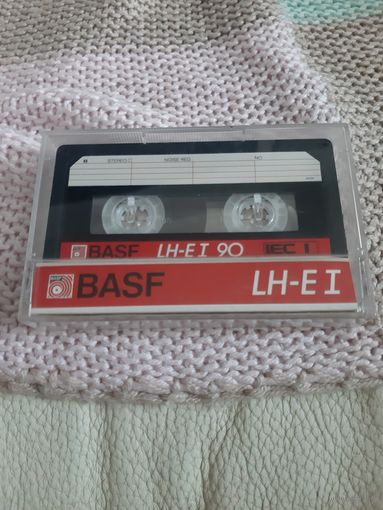 B STEREO NOISE RED. NO
BASF LH-E I 90 IEC I
BASF LH-E I